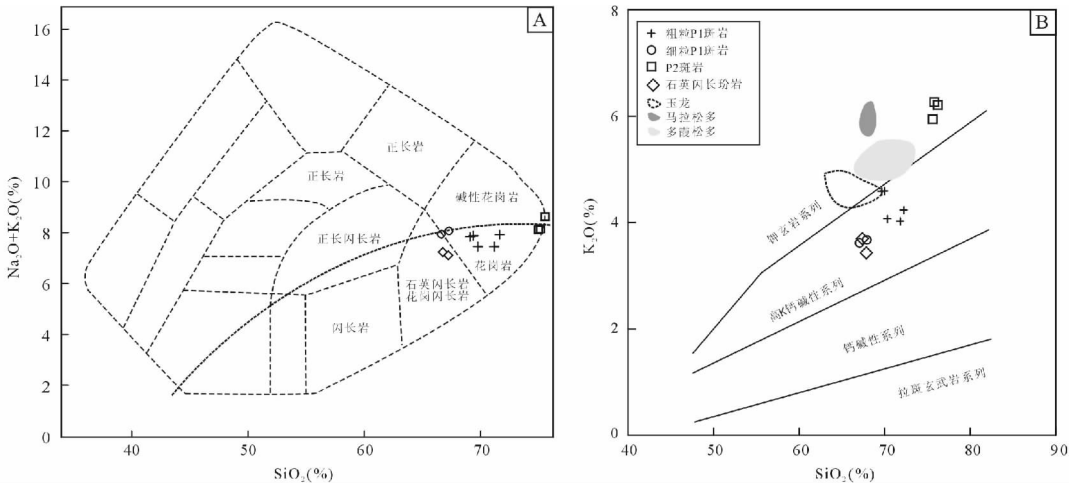 A
Na₂O+K₂O(%)
16
14
12
10
8
6
4
2
0
正长岩
正长岩
碱性花岗岩
正长闪长岩
花岗岩
石英闪长岩
花岗闪长岩
闪长岩
40
50
60
70
SiO₂(%)
B
K₂O(%)
8
6
4
2
0
粗粒P1斑岩
细粒P1斑岩
P2斑岩
石英闪长玢岩
玉龙
马拉松多
多霞松多
钾玄岩系列
高K钙碱性系列
钙碱性系列
拉斑玄武岩系列
40
50
60
70
80
90
SiO₂(%)